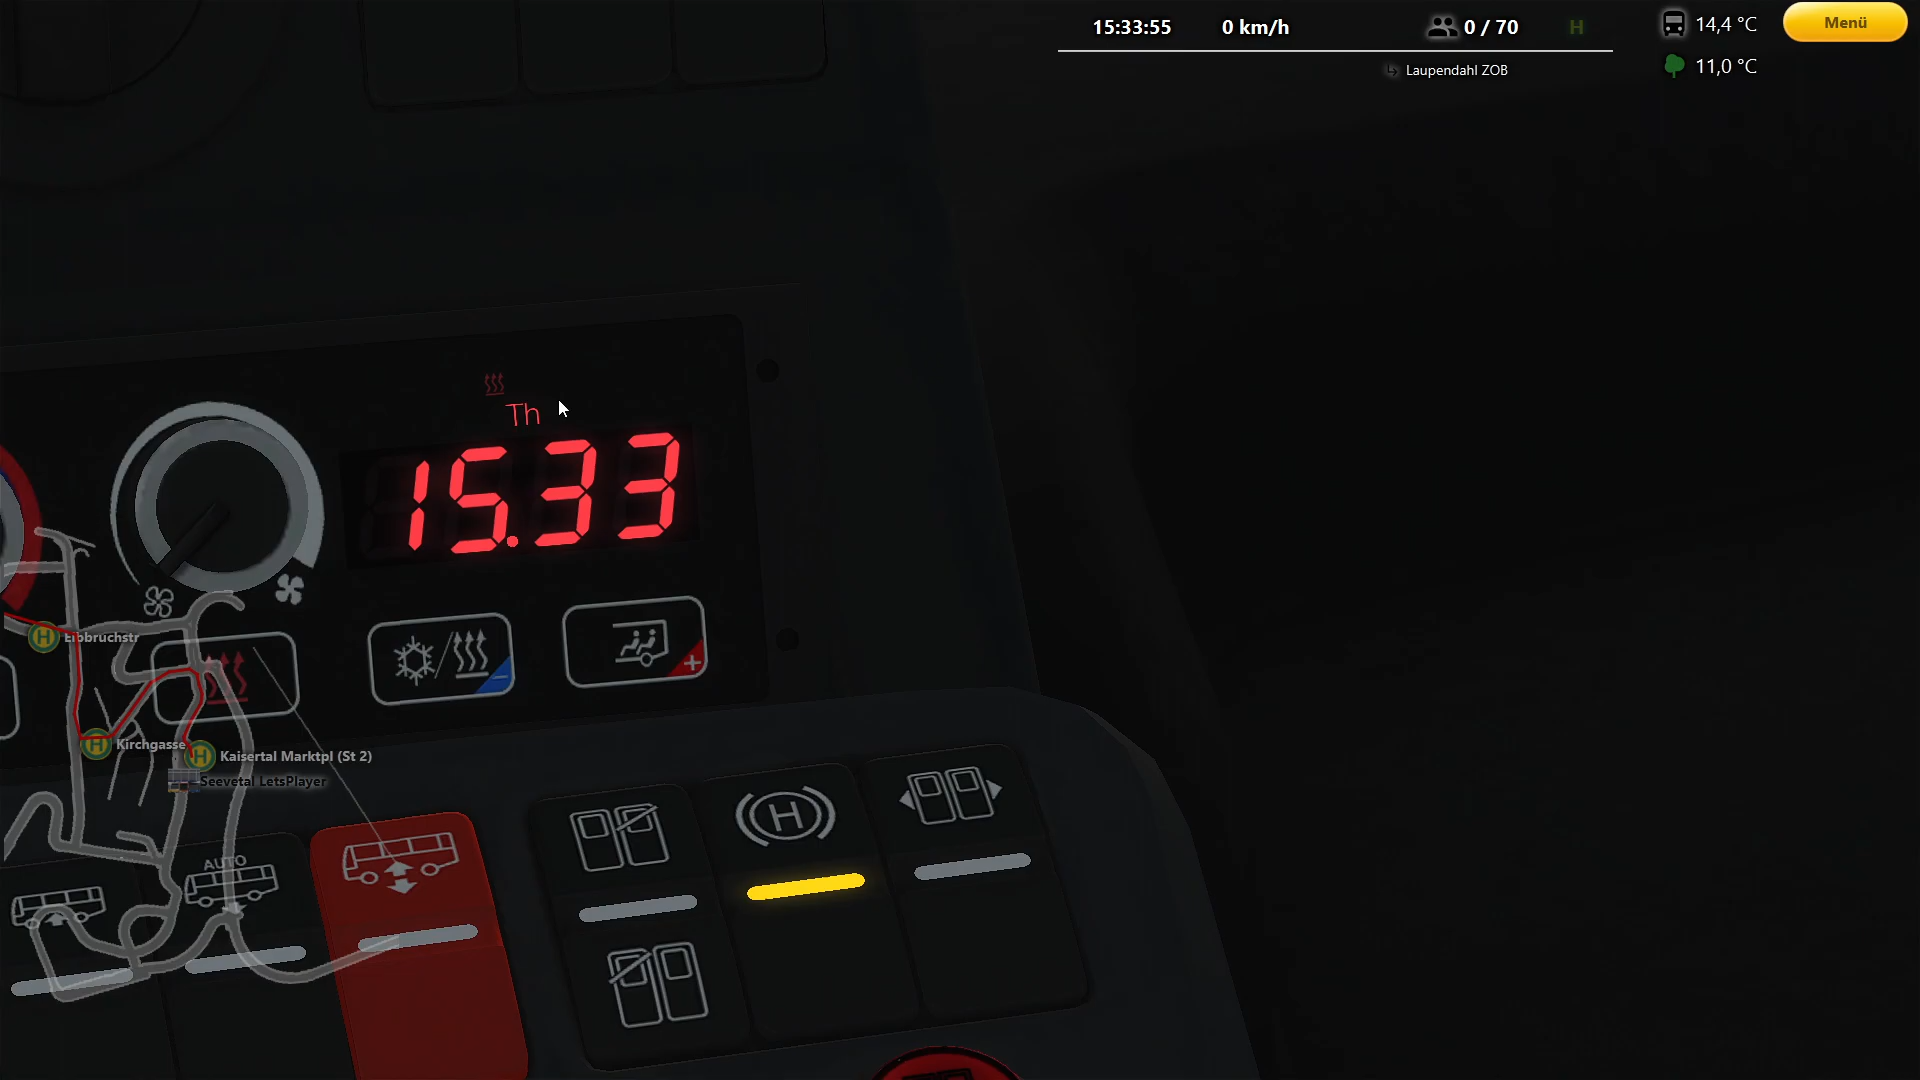 15:33:55 0 km/h 0 / 70 H 14,4 °C Menü
Laupendahl ZOB 11,0 °C
Th
15.33
H Eibbruchstr
H Kirchgasse
H Kaisertal Marktpl (St 2)
Seevetal LetsPlayer
H
AUTO